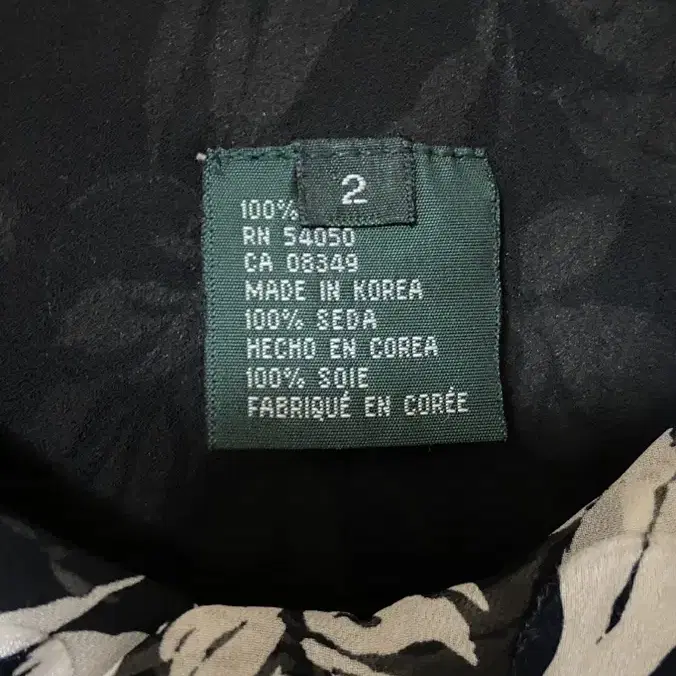 2
100%
RN 54050
CA 08349
MADE IN KOREA
100% SEDA
HECHO EN COREA
100% SOIE
FABRIQUÉ EN CORÉE